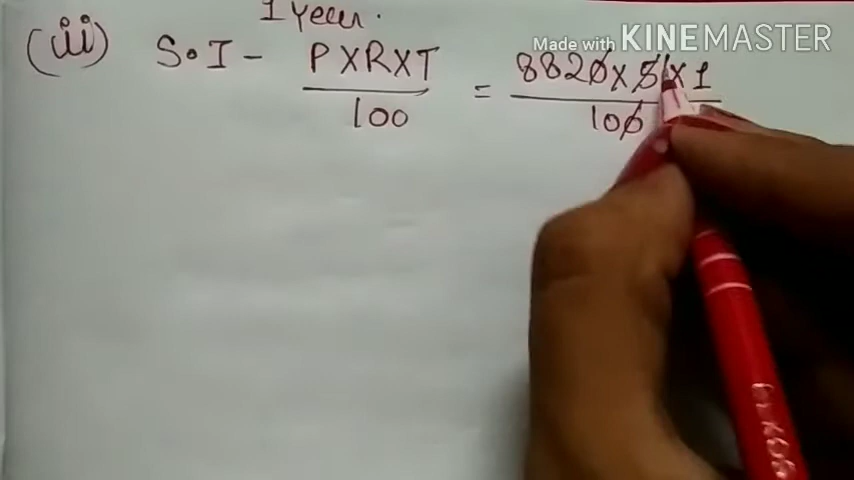 1 Year.
Made with KINEMASTER
(iii) S.I - P X R X T / 100 = 8820 x 5 x 1 / 100